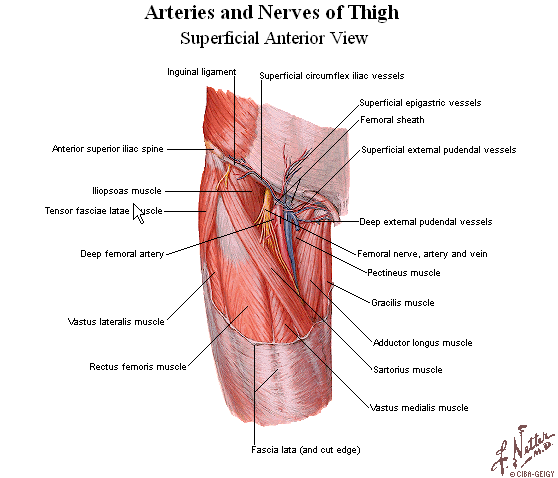 Arteries and Nerves of Thigh
Superficial Anterior View
Inguinal ligament
Superficial circumflex iliac vessels
Superficial epigastric vessels
Femoral sheath
Anterior superior iliac spine
Superficial external pudendal vessels
Iliopsoas muscle
Tensor fasciae latae muscle
Deep external pudendal vessels
Deep femoral artery
Femoral nerve, artery and vein
Pectineus muscle
Gracilis muscle
Vastus lateralis muscle
Adductor longus muscle
Rectus femoris muscle
Sartorius muscle
Vastus medialis muscle
Fascia lata (and cut edge)
F. Netter
M.D.
© CIBA-GEIGY